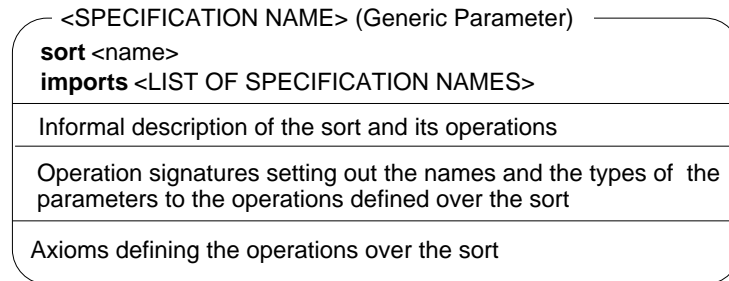 <SPECIFICATION NAME> (Generic Parameter)
sort <name>
imports <LIST OF SPECIFICATION NAMES>
Informal description of the sort and its operations
Operation signatures setting out the names and the types of the
parameters to the operations defined over the sort
Axioms defining the operations over the sort